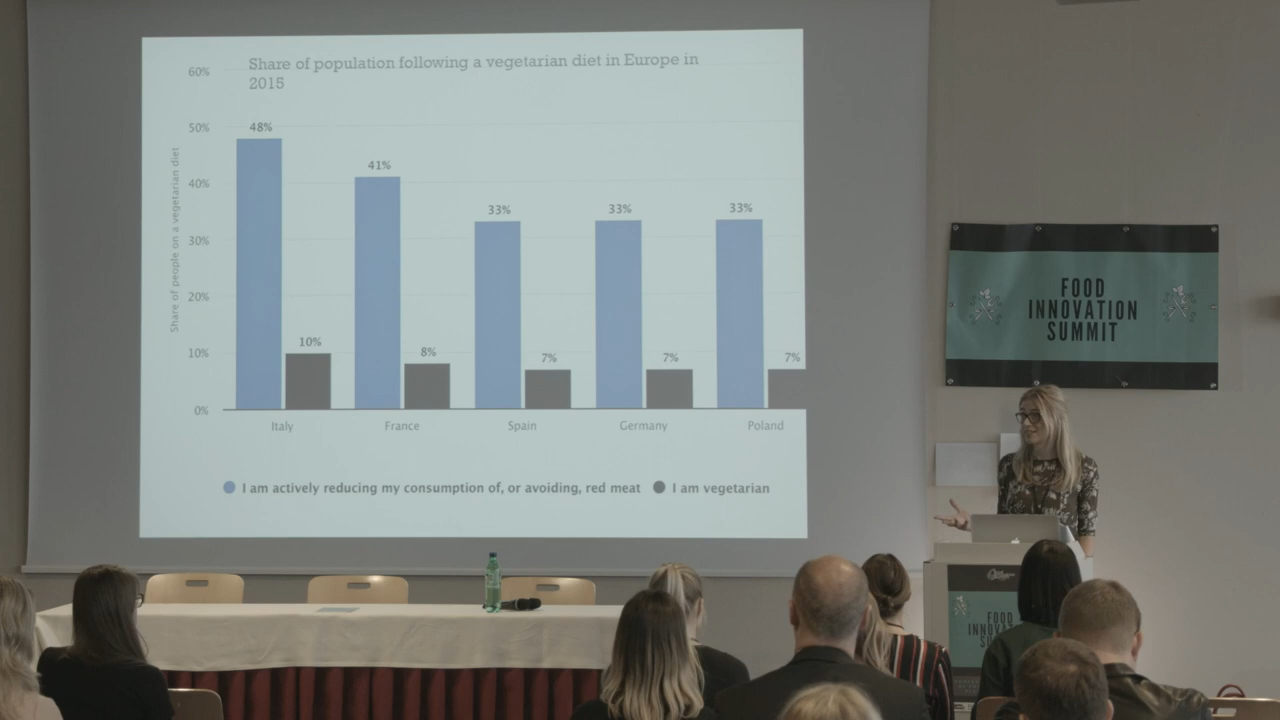 Share of population following a vegetarian diet in Europe in
2015
Share of people on a vegetarian diet
60%
50%
40%
30%
20%
10%
0%
48%
10%
41%
8%
33%
7%
33%
7%
33%
7%
Italy
France
Spain
Germany
Poland
I am actively reducing my consumption of, or avoiding, red meat
I am vegetarian
FOOD
INNOVATION
SUMMIT
FOOD